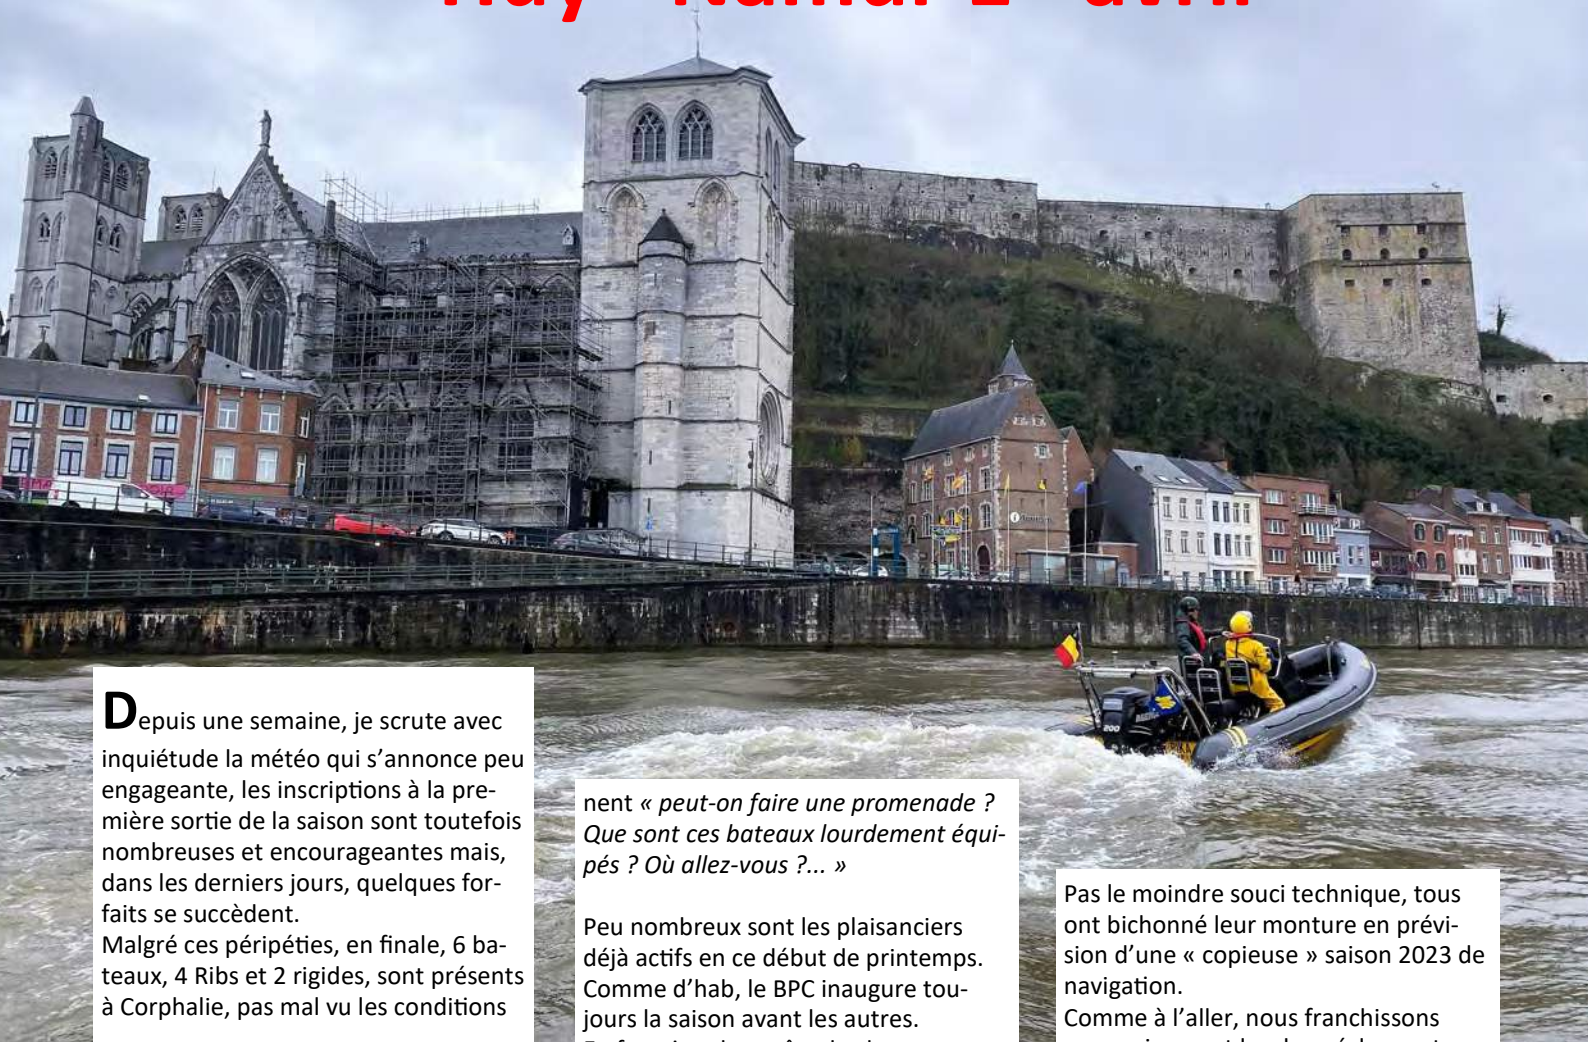 Huy - Namur 1er avril
Depuis une semaine, je scrute avec
inquiétude la météo qui s’annonce peu
engageante, les inscriptions à la pre-
mière sortie de la saison sont toutefois
nombreuses et encourageantes mais,
dans les derniers jours, quelques for-
faits se succèdent.
Malgré ces péripéties, en finale, 6 ba-
teaux, 4 Ribs et 2 rigides, sont présents
à Corphalie, pas mal vu les conditions
nent « peut-on faire une promenade ?
Que sont ces bateaux lourdement équi-
pés ? Où allez-vous ?... »
Peu nombreux sont les plaisanciers
déjà actifs en ce début de printemps.
Comme d’hab, le BPC inaugure tou-
jours la saison avant les autres.
Pas le moindre souci technique, tous
ont bichonné leur monture en prévi-
sion d’une « copieuse » saison 2023 de
navigation.
Comme à l’aller, nous franchissons
200